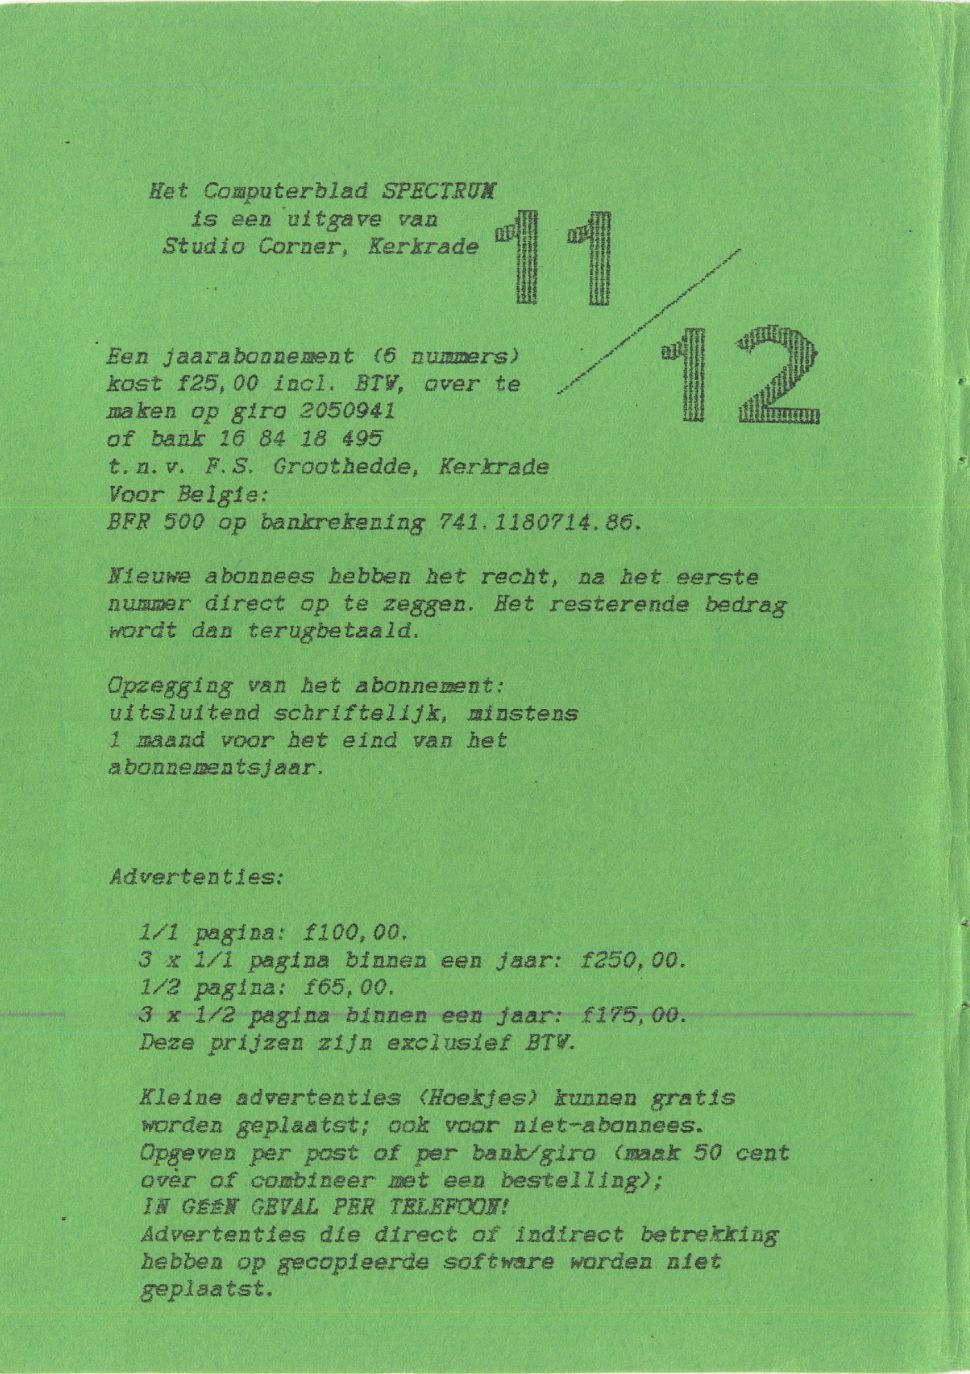 Het Computerblad SPECTRUM
is een uitgave van
Studio Corner, Kerkrade
11
/
12
Een jaarabonnement (6 nummers)
kost f25,00 incl. BTW, over te
maken op giro 2050941
of bank 16 84 18 495
t.n.v. F.S. Groothedde, Kerkrade
Voor Belgie:
BFR 500 op bankrekening 741.1180714.86.
Nieuwe abonnees hebben het recht, na het eerste
nummer direct op te zeggen. Het resterende bedrag
wordt dan terugbetaald.
Opzegging van het abonnement:
uitsluitend schriftelijk, minstens
1 maand voor het eind van het
abonnementsjaar.
Advertenties:
1/1 pagina: f100,00.
3 x 1/1 pagina binnen een jaar: f250,00.
1/2 pagina: f65,00.
3 x 1/2 pagina binnen een jaar: f175,00.
Deze prijzen zijn exclusief BTW.
Kleine advertenties (Hoekjes) kunnen gratis
worden geplaatst; ook voor niet-abonnees.
Opgeven per post of per bank/giro (maak 50 cent
over of combineer met een bestelling);
IN GEEN GEVAL PER TELEFOON!
Advertenties die direct of indirect betrekking
hebben op gecopieerde software worden niet
geplaatst.